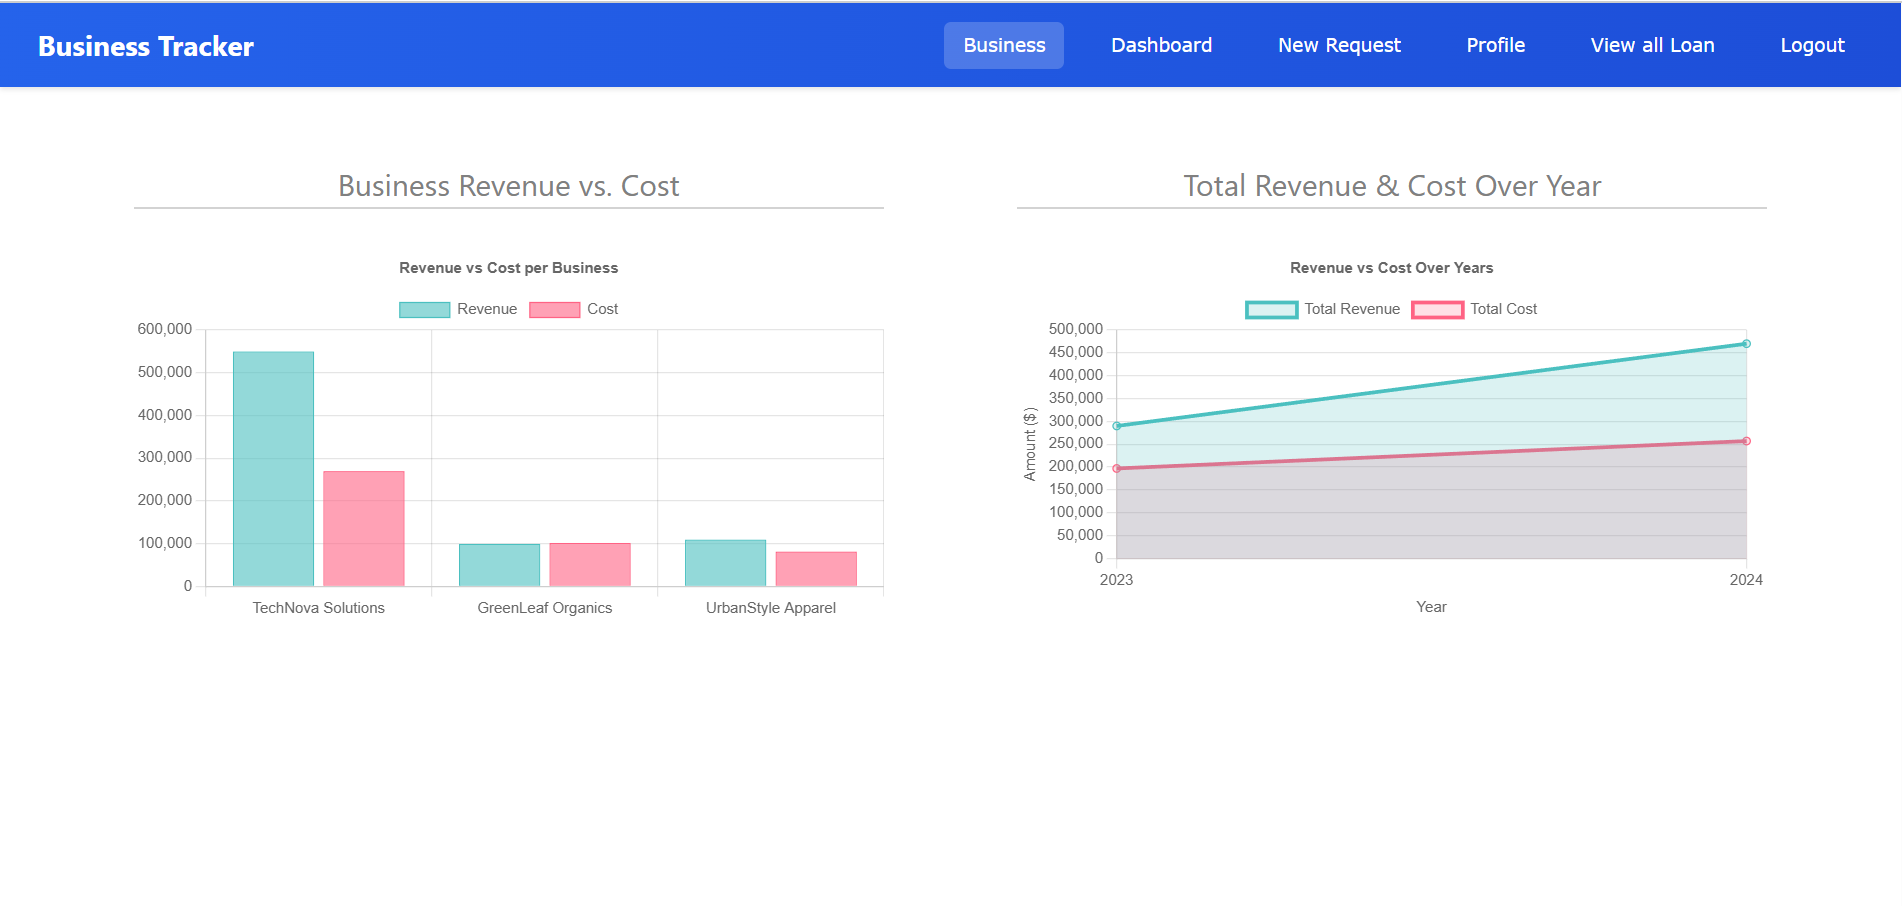 Business Tracker
Business Dashboard New Request Profile View all Loan Logout
Business Revenue vs. Cost
Revenue vs Cost per Business
Revenue Cost
600,000
500,000
400,000
300,000
200,000
100,000
0
TechNova Solutions GreenLeaf Organics UrbanStyle Apparel
Total Revenue & Cost Over Year
Revenue vs Cost Over Years
Total Revenue Total Cost
Amount ($)
500,000
450,000
400,000
350,000
300,000
250,000
200,000
150,000
100,000
50,000
0
2023 2024
Year